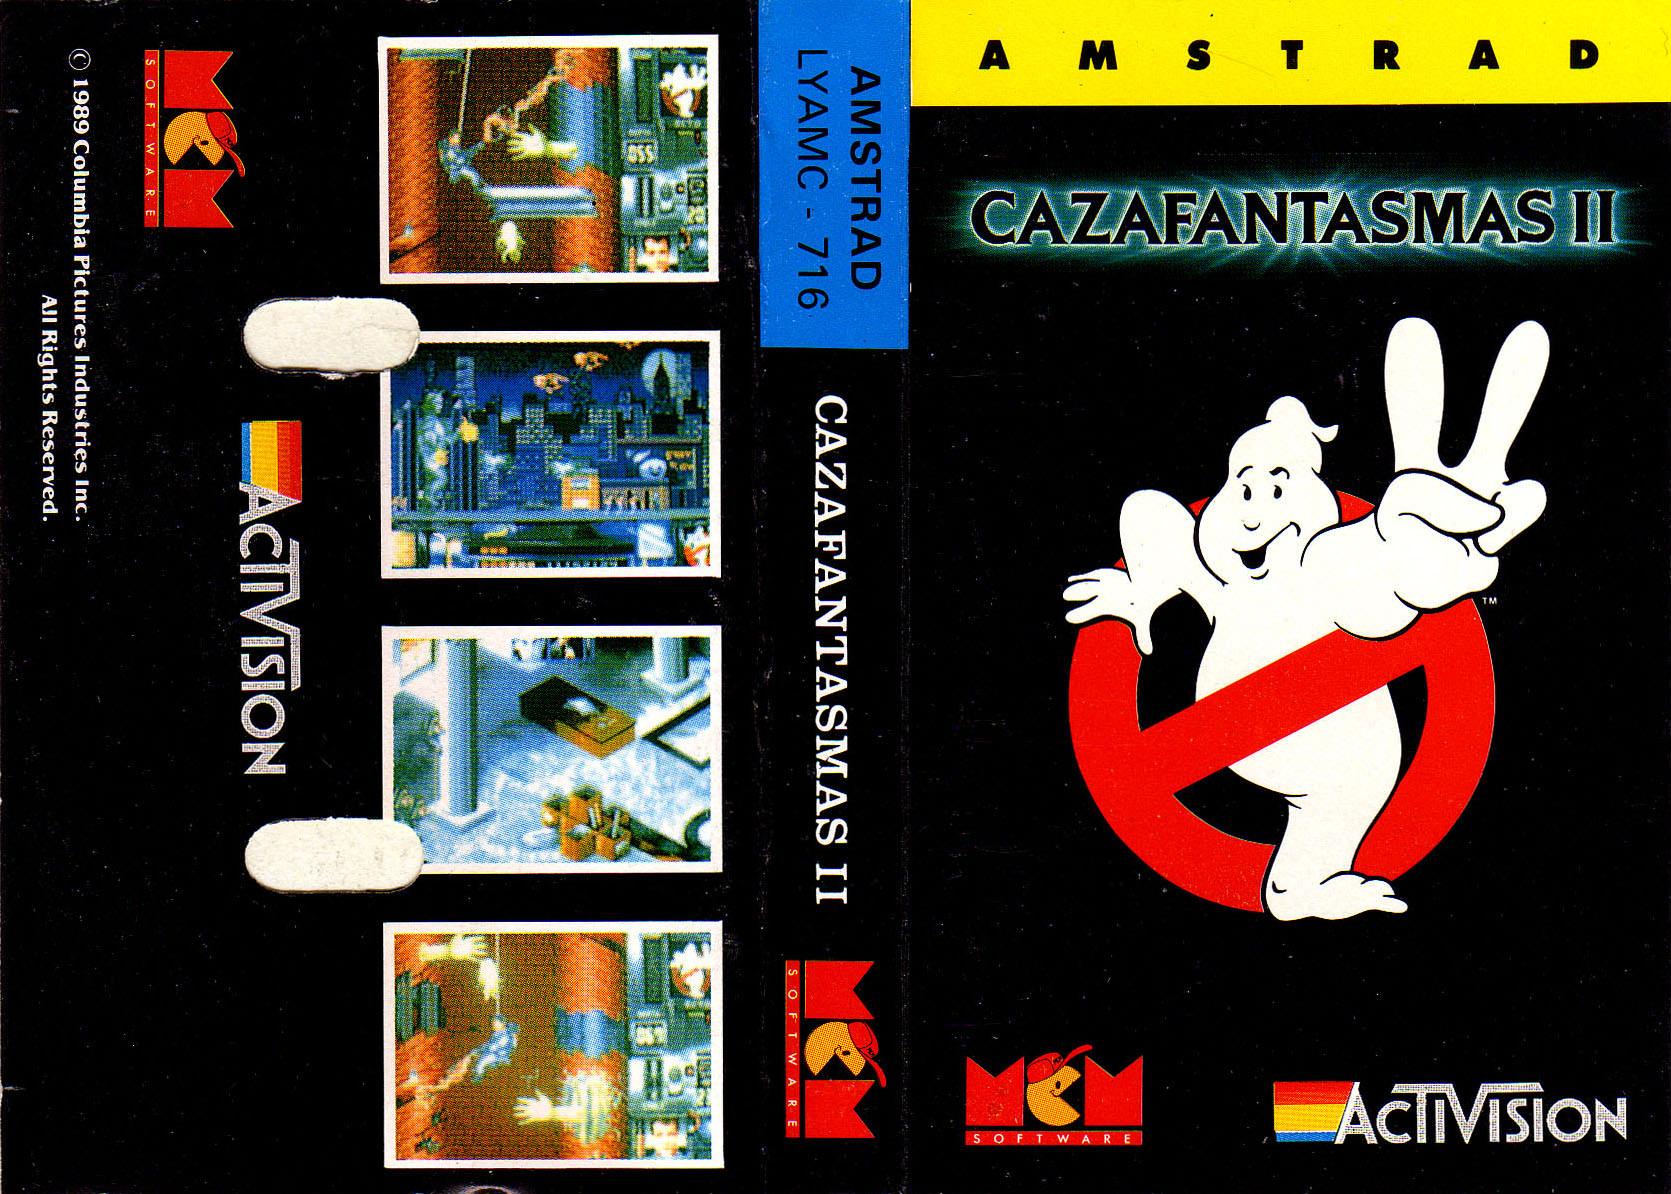 AMSTRAD
CAZAFANTASMAS II
TM
MCM
SOFTWARE
ACTIVISION
AMSTRAD
LYAMC - 716
CAZAFANTASMAS II
MCM
SOFTWARE
MCM
SOFTWARE
ACTIVISION
© 1989 Columbia Pictures Industries Inc.
All Rights Reserved.